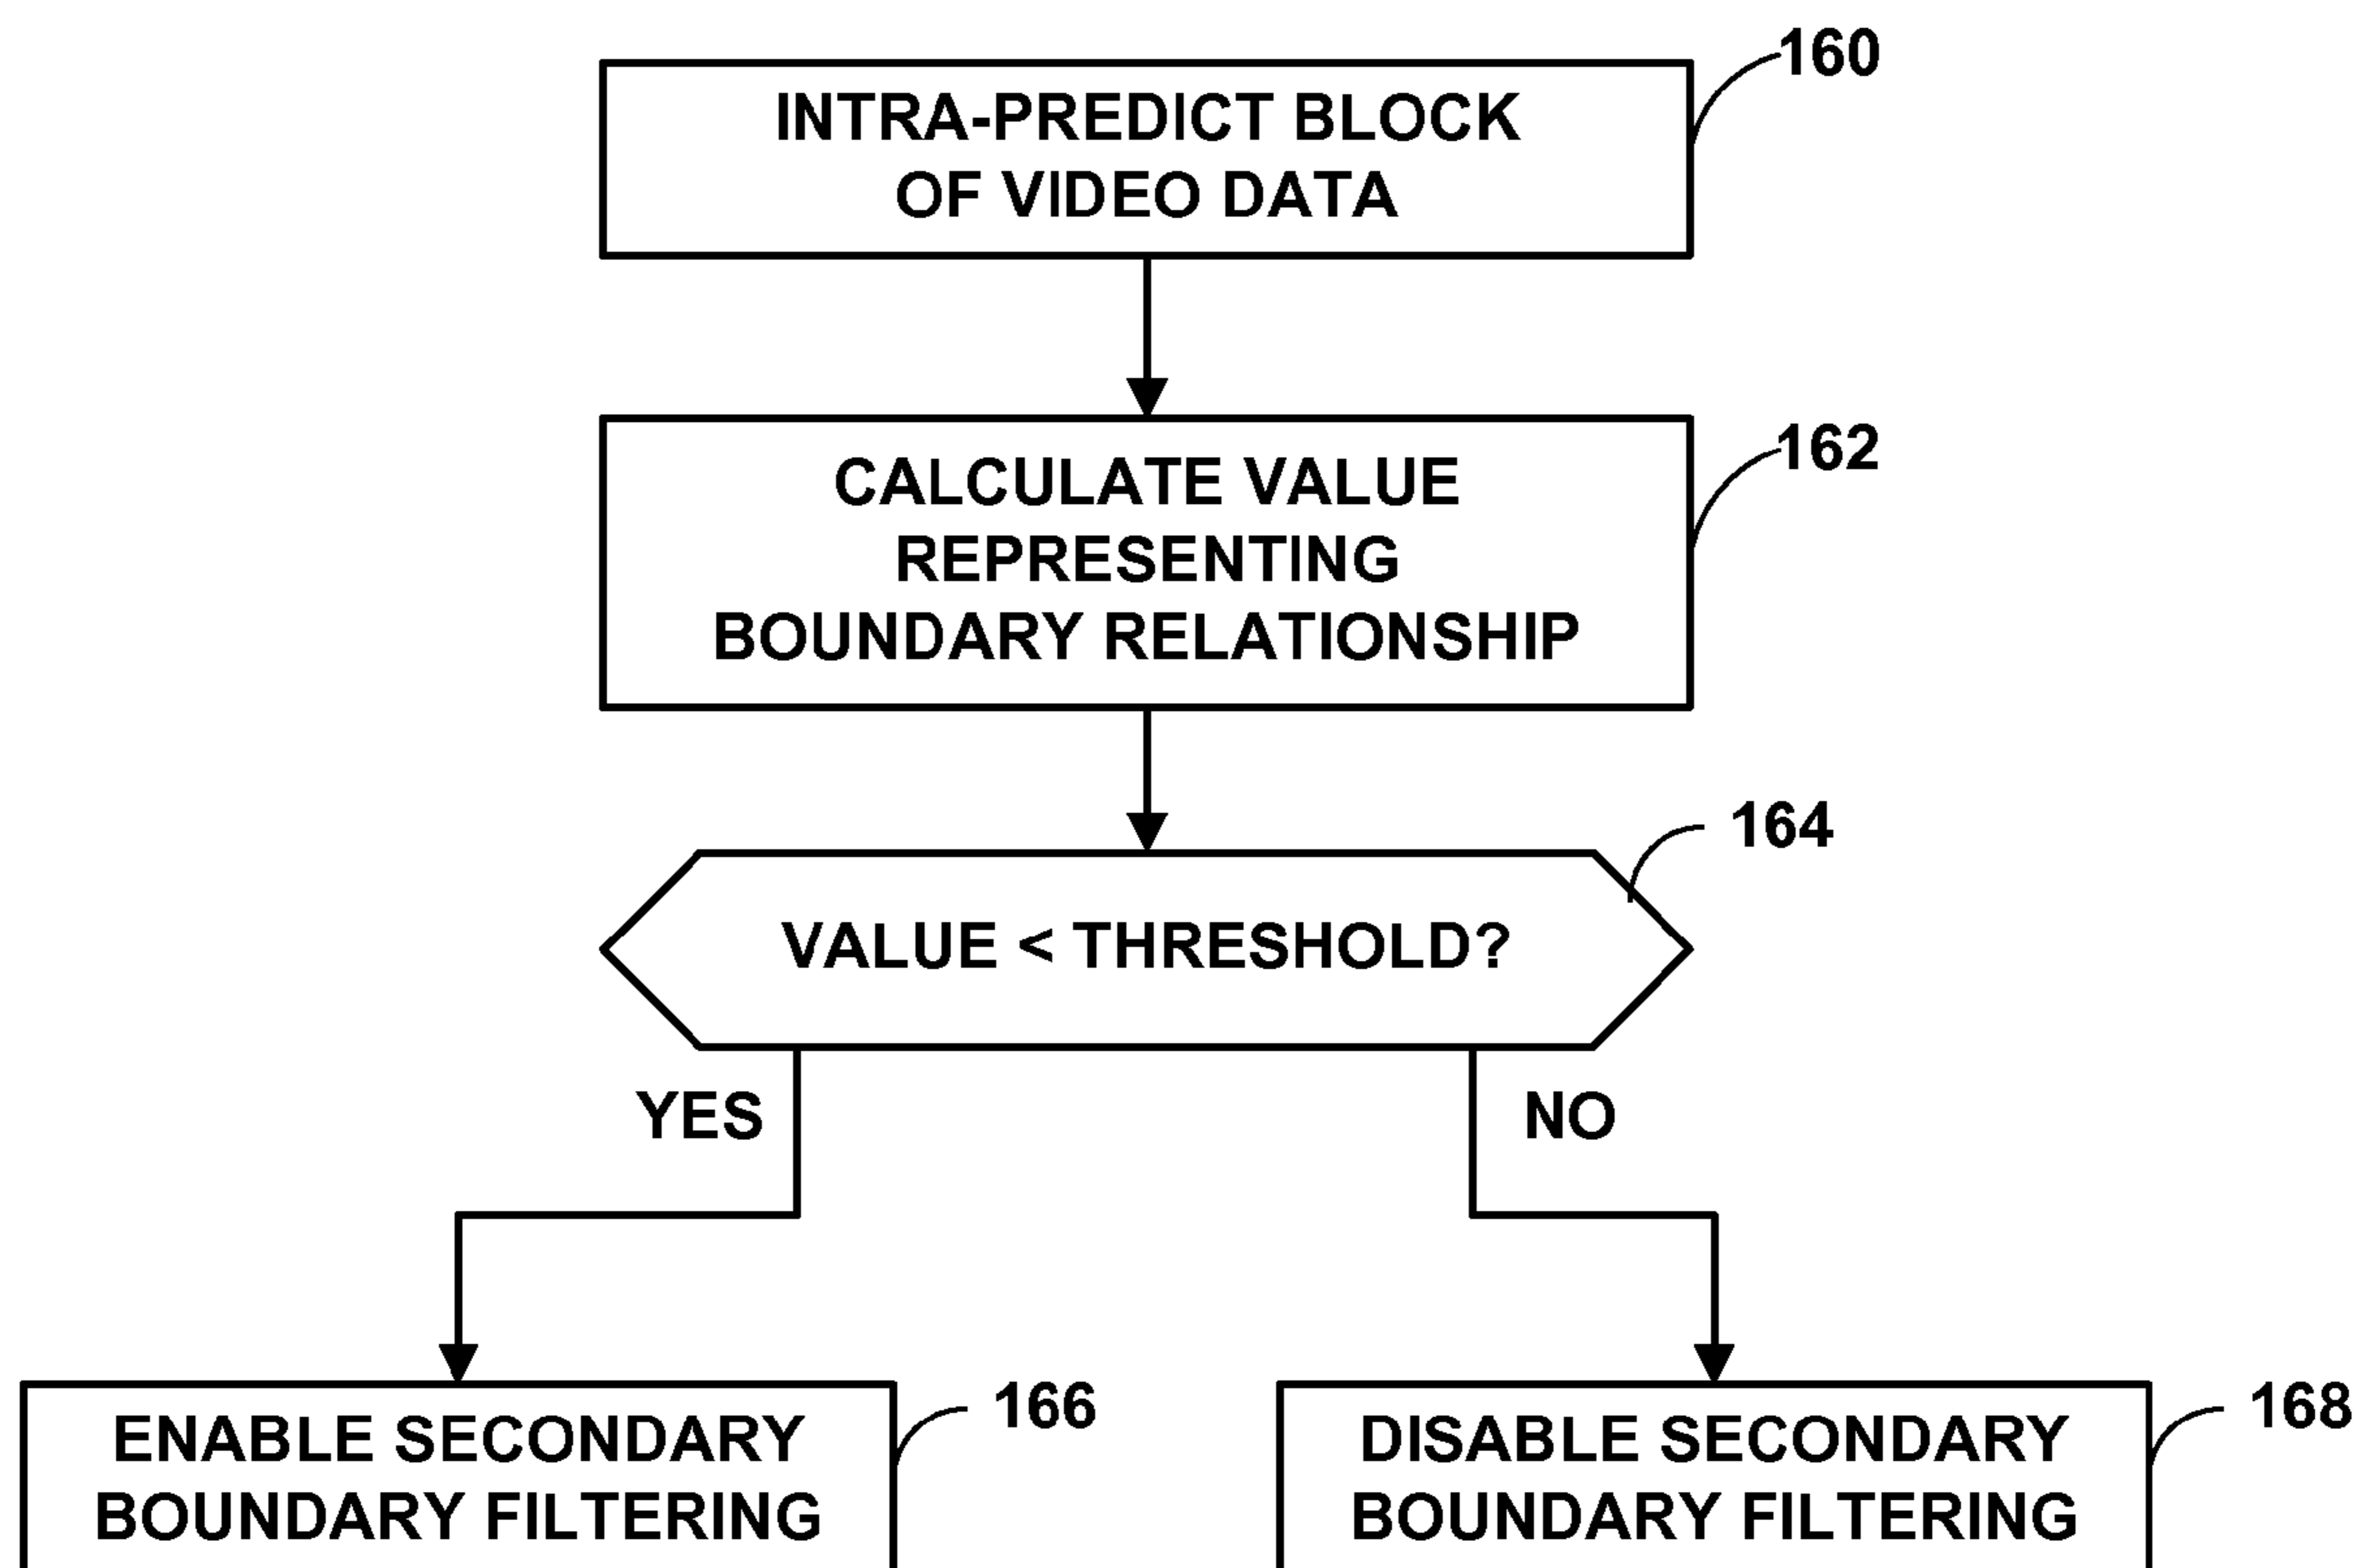 160
INTRA-PREDICT BLOCK
OF VIDEO DATA
162
CALCULATE VALUE
REPRESENTING
BOUNDARY RELATIONSHIP
164
VALUE < THRESHOLD?
YES
NO
166
168
ENABLE SECONDARY
BOUNDARY FILTERING
DISABLE SECONDARY
BOUNDARY FILTERING